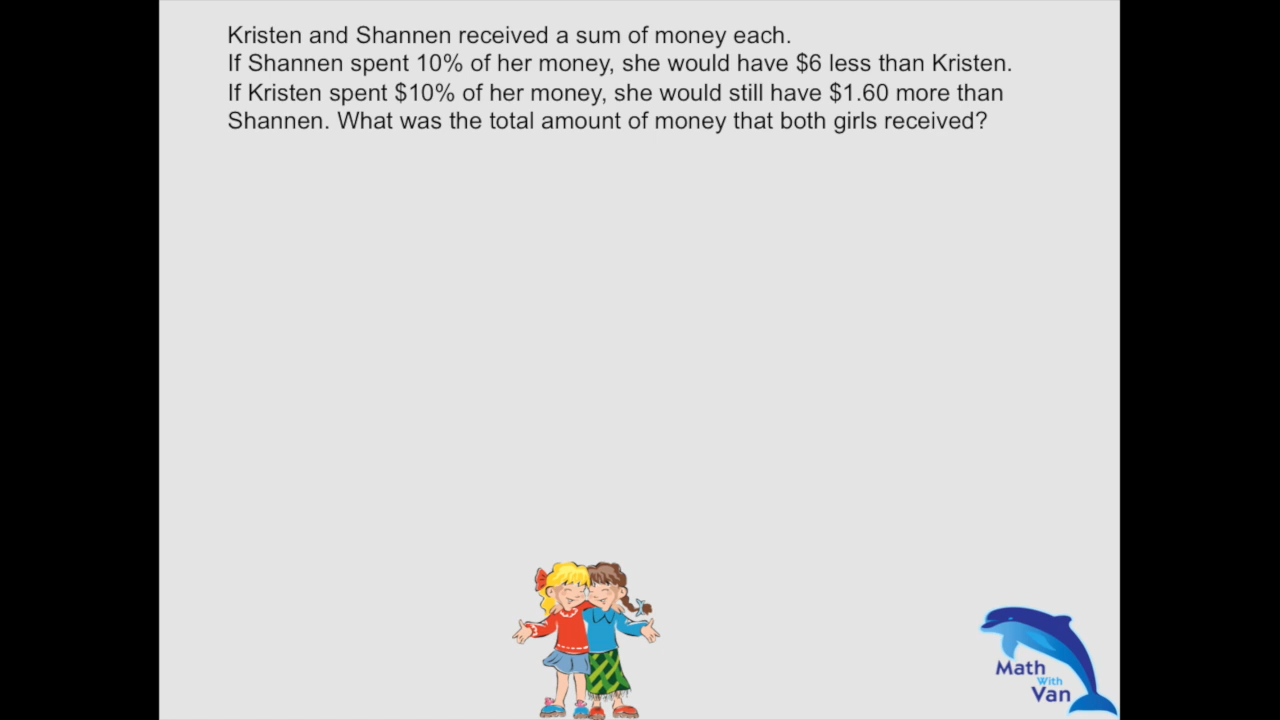 Kristen and Shannen received a sum of money each.
If Shannen spent 10% of her money, she would have $6 less than Kristen.
If Kristen spent $10% of her money, she would still have $1.60 more than
Shannen. What was the total amount of money that both girls received?
Math
With
Van